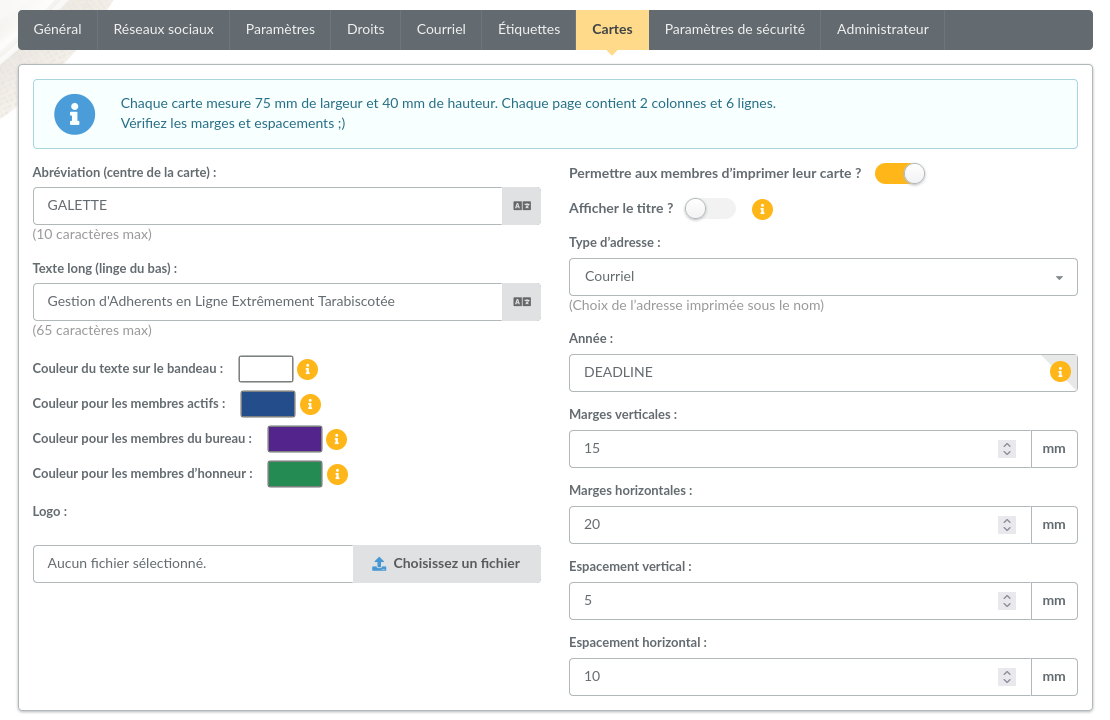 Général
Réseaux sociaux
Paramètres
Droits
Courriel
Étiquettes
Cartes
Paramètres de sécurité
Administrateur
Chaque carte mesure 75 mm de largeur et 40 mm de hauteur. Chaque page contient 2 colonnes et 6 lignes.
Vérifiez les marges et espacements ;)
Abréviation (centre de la carte) :
GALETTE
(10 caractères max)
Texte long (linge du bas) :
Gestion d'Adherents en Ligne Extrêmement Tarabiscotée
(65 caractères max)
Couleur du texte sur le bandeau :
Couleur pour les membres actifs :
Couleur pour les membres du bureau :
Couleur pour les membres d'honneur :
Logo :
Aucun fichier sélectionné.
Choisissez un fichier
Permettre aux membres d'imprimer leur carte ?
Afficher le titre ?
Type d'adresse :
Courriel
(Choix de l'adresse imprimée sous le nom)
Année :
DEADLINE
Marges verticales :
15
mm
Marges horizontales :
20
mm
Espacement vertical :
5
mm
Espacement horizontal :
10
mm